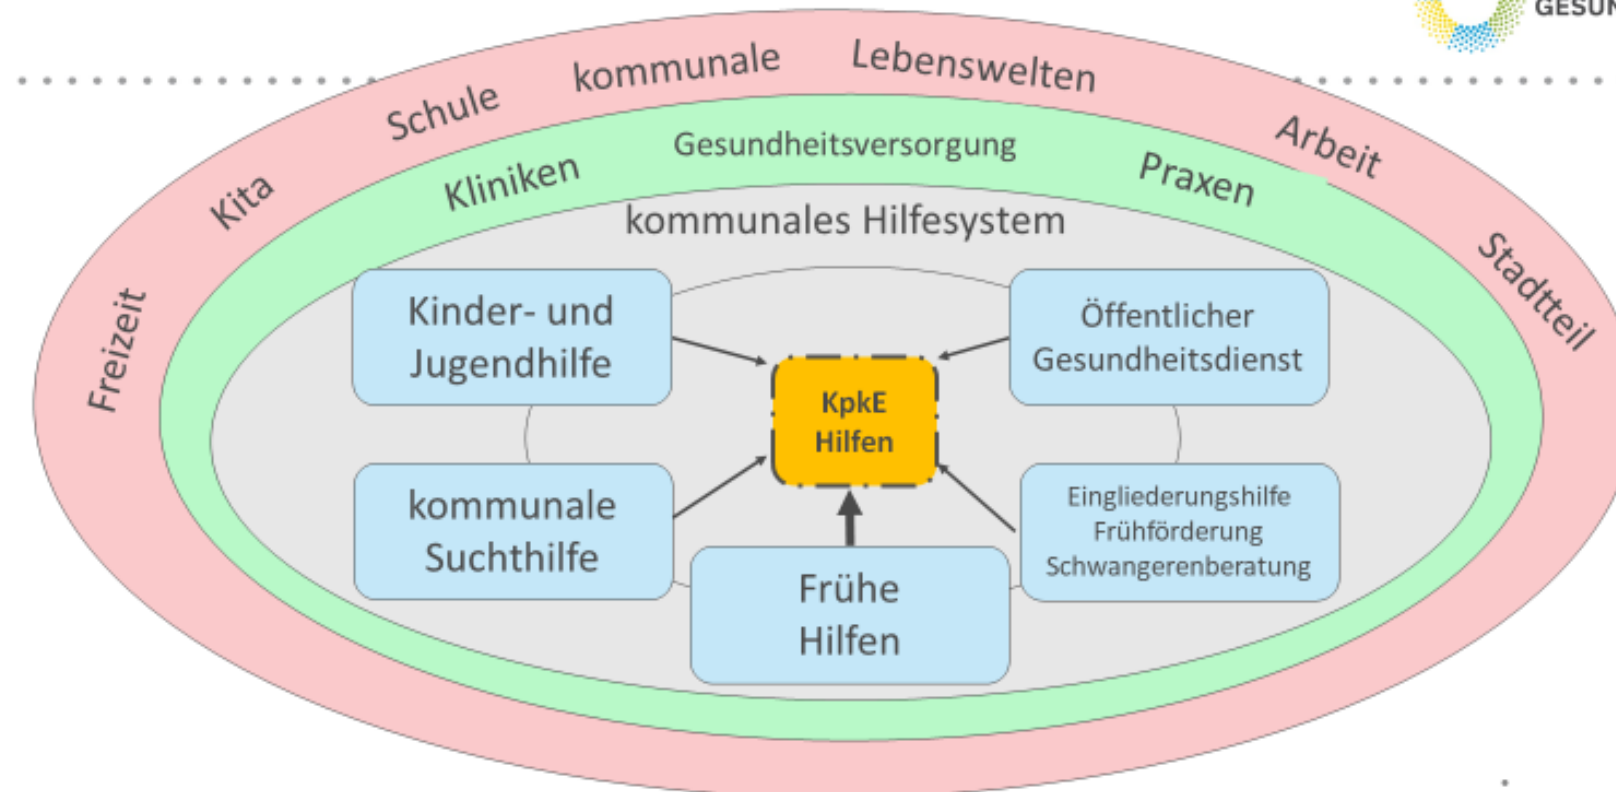 GESUN
kommunale Lebenswelten
Schule
Arbeit
Kita
Stadtteil
Freizeit
Gesundheitsversorgung
Kliniken
Praxen
kommunales Hilfesystem
Kinder- und
Jugendhilfe
Öffentlicher
Gesundheitsdienst
KpkE
Hilfen
kommunale
Suchthilfe
Eingliederungshilfe
Frühförderung
Schwangerenberatung
Frühe
Hilfen